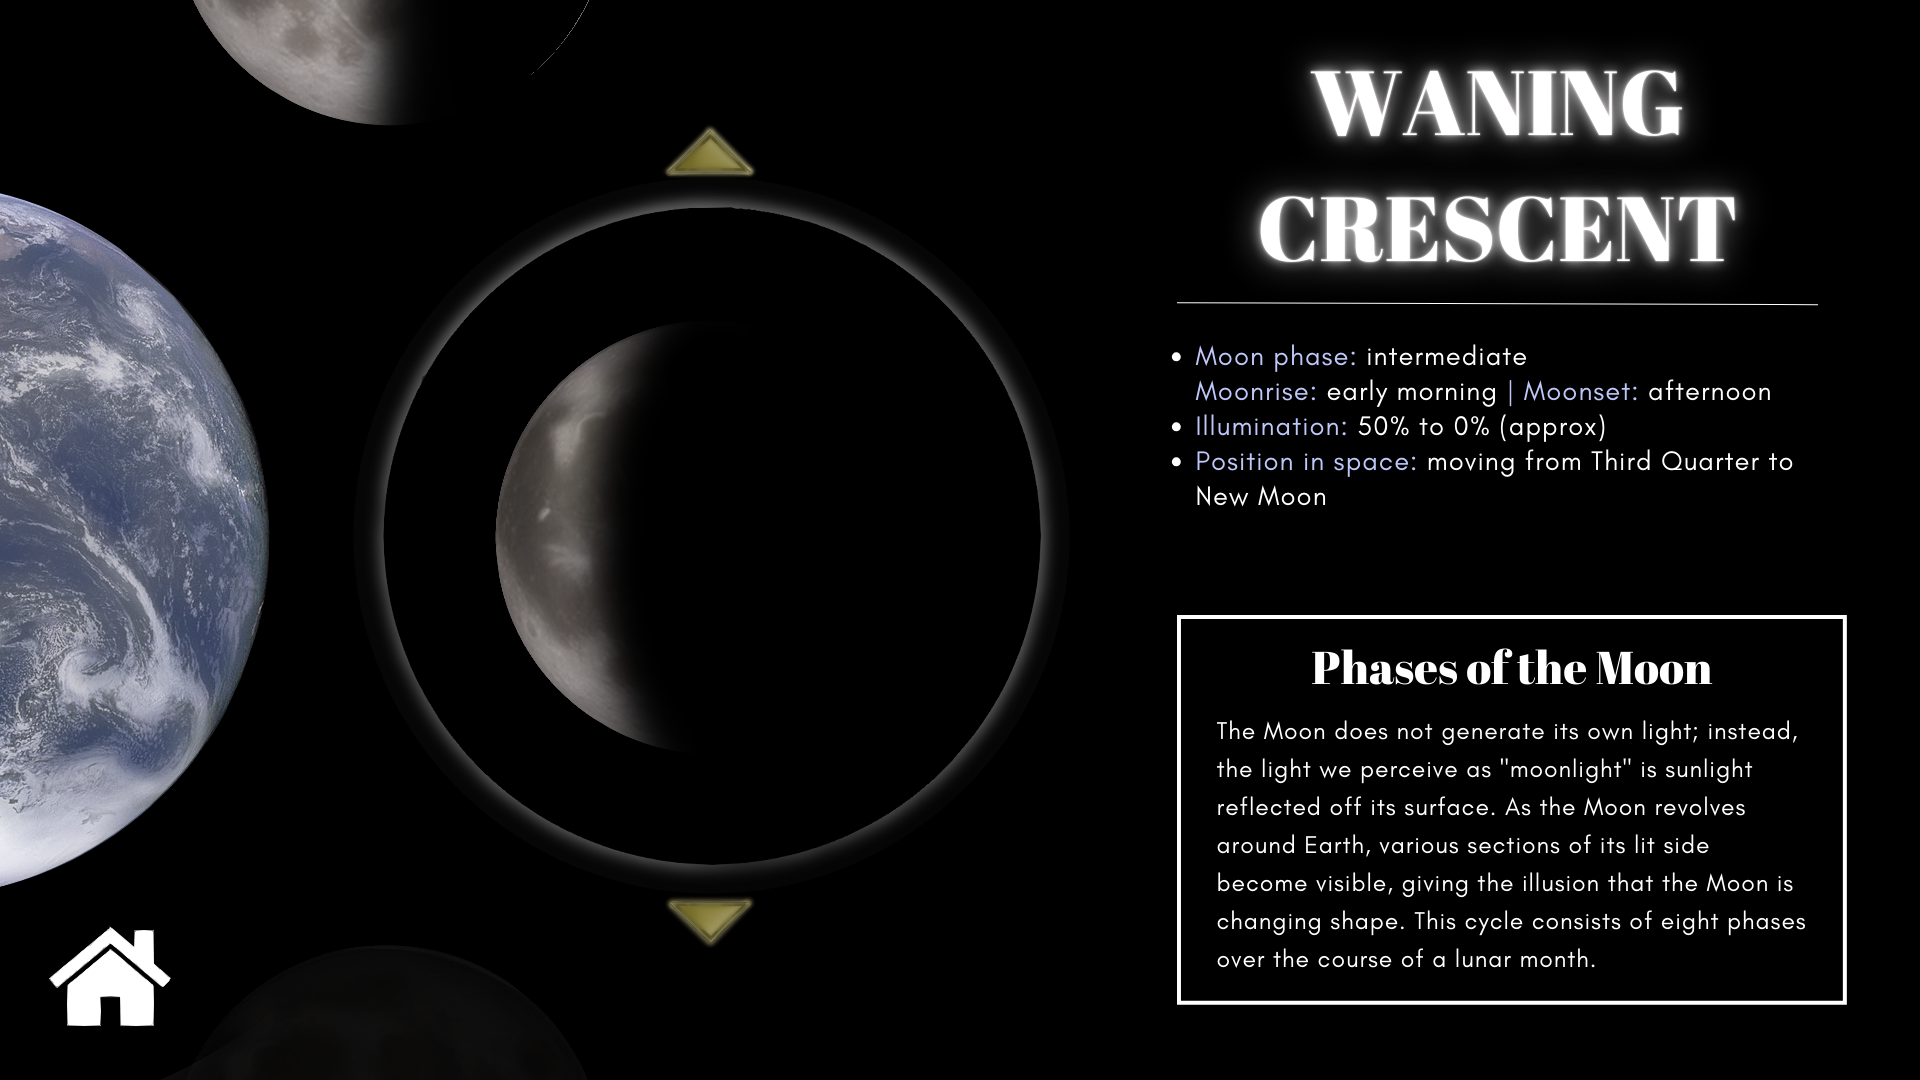 WANING
CRESCENT
• Moon phase: intermediate
Moonrise: early morning | Moonset: afternoon
• Illumination: 50% to 0% (approx)
• Position in space: moving from Third Quarter to
New Moon
Phases of the Moon
The Moon does not generate its own light; instead,
the light we perceive as "moonlight" is sunlight
reflected off its surface. As the Moon revolves
around Earth, various sections of its lit side
become visible, giving the illusion that the Moon is
changing shape. This cycle consists of eight phases
over the course of a lunar month.